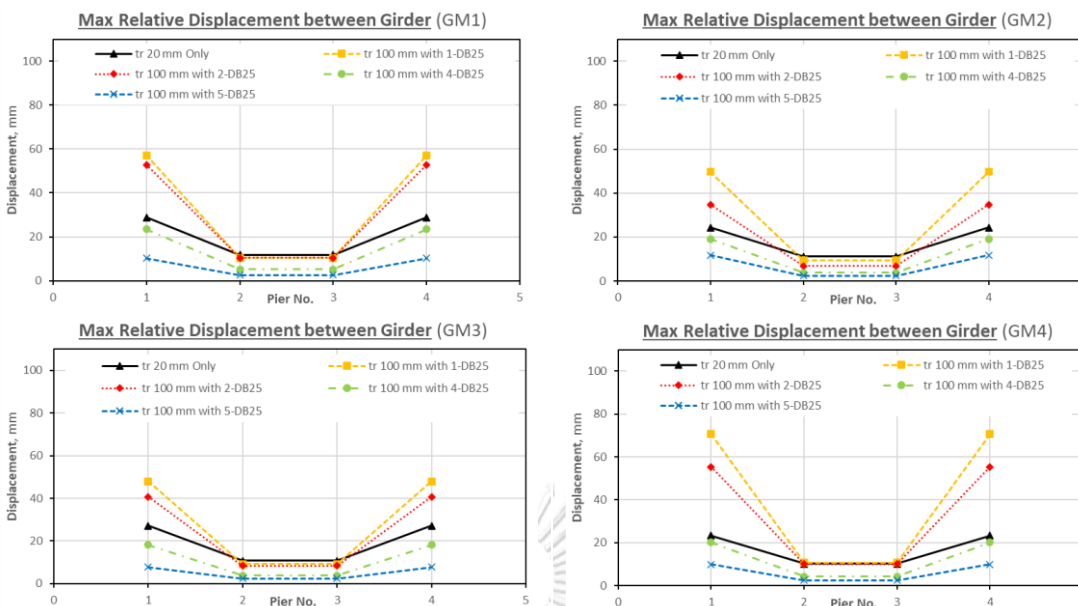 Max Relative Displacement between Girder (GM1)
tr 20 mm Only
tr 100 mm with 1-DB25
tr 100 mm with 2-DB25
tr 100 mm with 4-DB25
tr 100 mm with 5-DB25
Displacement, mm
100
80
60
40
20
0
0 1 2 3 4 5
Pier No.
Max Relative Displacement between Girder (GM2)
tr 20 mm Only
tr 100 mm with 1-DB25
tr 100 mm with 2-DB25
tr 100 mm with 4-DB25
tr 100 mm with 5-DB25
Displacement, mm
100
80
60
40
20
0
0 1 2 3 4
Pier No.
Max Relative Displacement between Girder (GM3)
tr 20 mm Only
tr 100 mm with 1-DB25
tr 100 mm with 2-DB25
tr 100 mm with 4-DB25
tr 100 mm with 5-DB25
Displacement, mm
100
80
60
40
20
0
0 1 2 3 4 5
Pier No.
Max Relative Displacement between Girder (GM4)
tr 20 mm Only
tr 100 mm with 1-DB25
tr 100 mm with 2-DB25
tr 100 mm with 4-DB25
tr 100 mm with 5-DB25
Displacement, mm
100
80
60
40
20
0
0 1 2 3 4
Pier No.